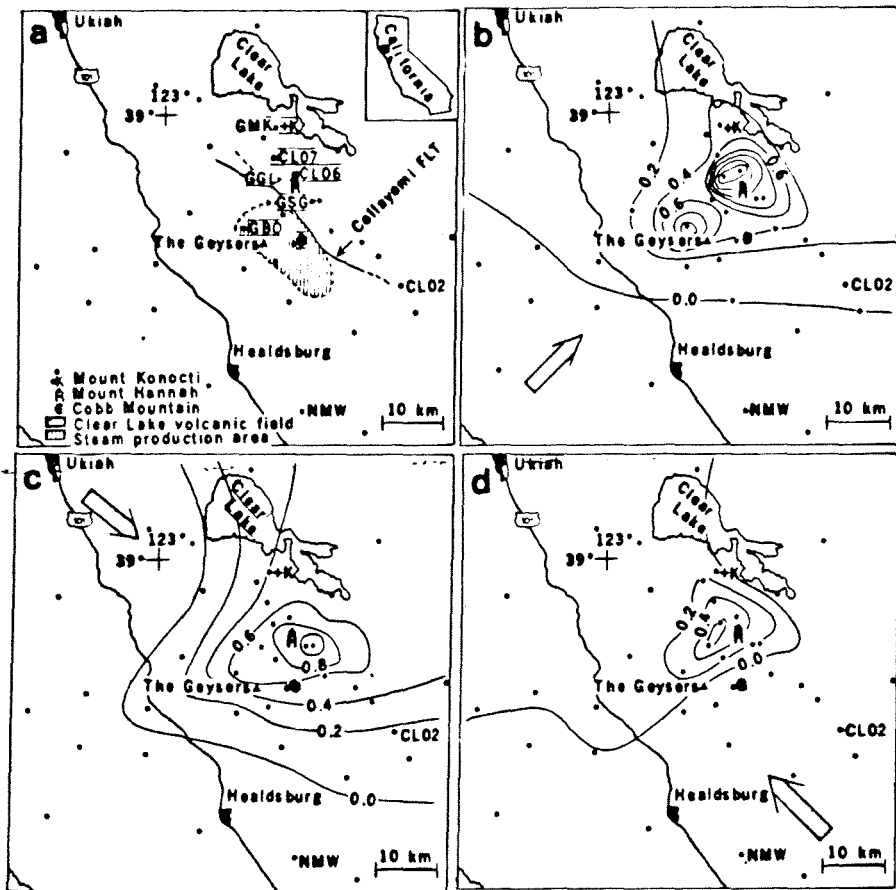 a
Ukiah
101
123°
39°
Clear
Lake
California
GMK
K
CL07
GGL
CL06
GSG
Collayomi FLT
GBO
The Geysers
CL02
Healdsburg
K Mount Konocti
Mount Hannah
Cobb Mountain
Clear Lake volcanic field
Steam production area
NMW
10 km
b
Ukiah
123°
39°
Clear
Lake
K
0.2
0.4
0.6
0.6
The Geysers
CL02
0.0
Healdsburg
NMW
10 km
c
Ukiah
123°
39°
Clear
Lake
K
0.6
0.8
The Geysers
0.4
0.2
CL02
0.0
Healdsburg
NMW
10 km
d
Ukiah
123°
39°
Clear
Lake
K
0.2
0.4
0.0
The Geysers
CL02
Healdsburg
NMW
10 km